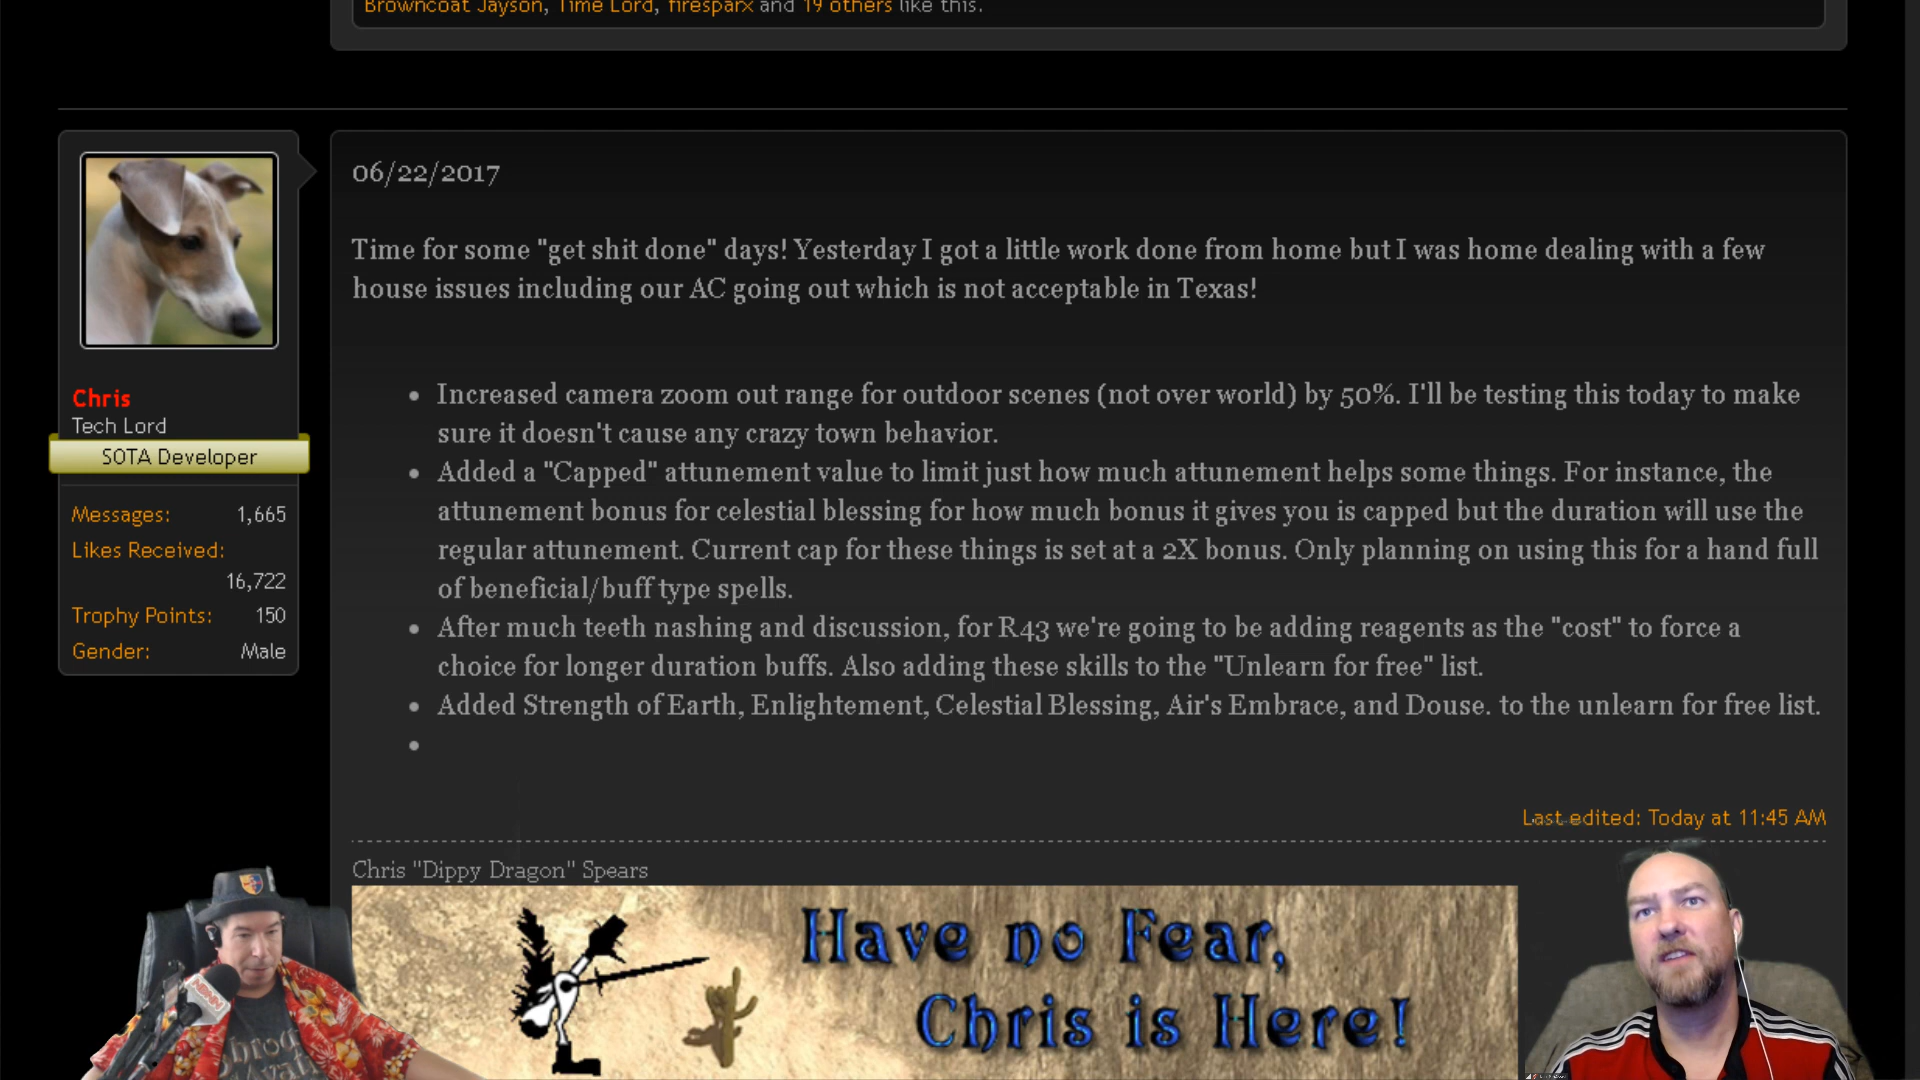 Browncoat Jayson, Time Lord, firesparx and 19 others like this.
06/22/2017
Time for some "get shit done" days! Yesterday I got a little work done from home but I was home dealing with a few
house issues including our AC going out which is not acceptable in Texas!
Chris
Tech Lord
SOTA Developer
Messages: 1,665
Likes Received:
16,722
Trophy Points: 150
Gender: Male
• Increased camera zoom out range for outdoor scenes (not over world) by 50%. I'll be testing this today to make
sure it doesn't cause any crazy town behavior.
• Added a "Capped" attunement value to limit just how much attunement helps some things. For instance, the
attunement bonus for celestial blessing for how much bonus it gives you is capped but the duration will use the
regular attunement. Current cap for these things is set at a 2X bonus. Only planning on using this for a hand full
of beneficial/buff type spells.
• After much teeth nashing and discussion, for R43 we're going to be adding reagents as the "cost" to force a
choice for longer duration buffs. Also adding these skills to the "Unlearn for free" list.
• Added Strength of Earth, Enlightement, Celestial Blessing, Air's Embrace, and Douse. to the unlearn for free list.
•
Last edited: Today at 11:45 AM
Chris "Dippy Dragon" Spears
Have no Fear,
Chris is Here!